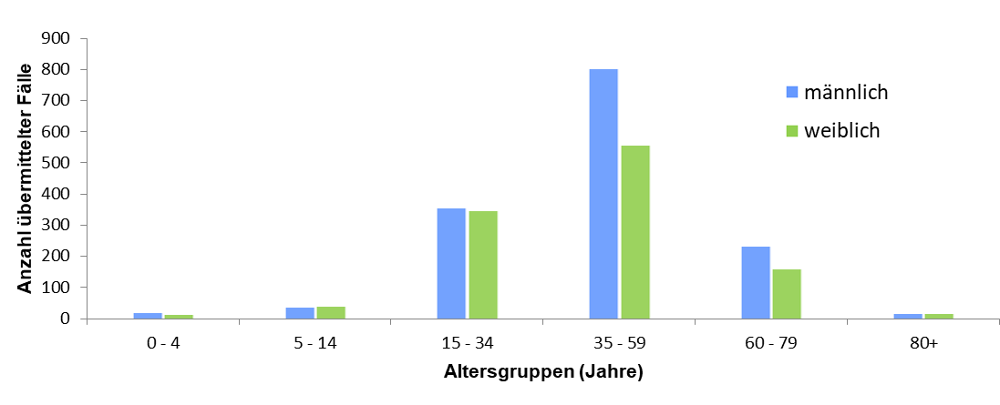 Anzahl übermittelter Fälle
900
800
700
600
500
400
300
200
100
0
männlich
weiblich
0 - 4
5 - 14
15 - 34
35 - 59
60 - 79
80+
Altersgruppen (Jahre)